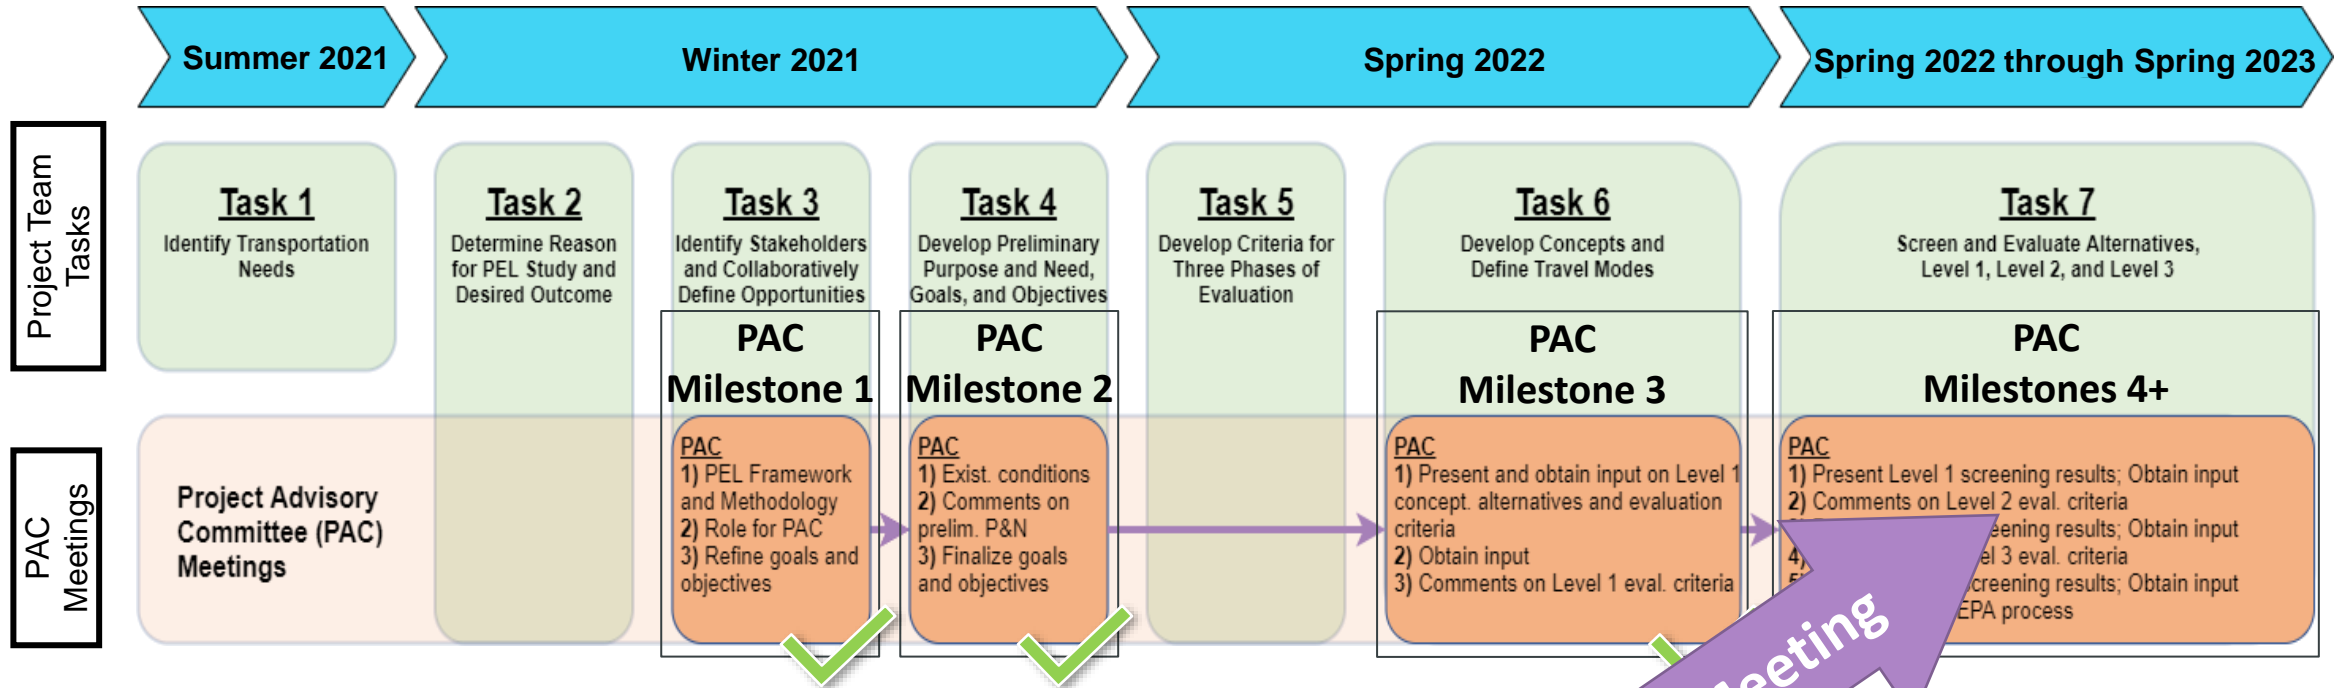 Summer 2021
Winter 2021
Spring 2022
Spring 2022 through Spring 2023
Project Team
Tasks
Task 1
Identify Transportation
Needs
Task 2
Determine Reason
for PEL Study and
Desired Outcome
Task 3
Identify Stakeholders
and Collaboratively
Define Opportunities
Task 4
Develop Preliminary
Purpose and Need,
Goals, and Objectives
Task 5
Develop Criteria for
Three Phases of
Evaluation
Task 6
Develop Concepts and
Define Travel Modes
Task 7
Screen and Evaluate Alternatives,
Level 1, Level 2, and Level 3
PAC
Milestone 1
PAC
Milestone 2
PAC
Milestone 3
PAC
Milestones 4+
PAC
Meetings
Project Advisory
Committee (PAC)
Meetings
PAC
1) PEL Framework
and Methodology
2) Role for PAC
3) Refine goals and
objectives
PAC
1) Exist. conditions
2) Comments on
prelim. P&N
3) Finalize goals
and objectives
PAC
1) Present and obtain input on Level 1
concept. alternatives and evaluation
criteria
2) Obtain input
3) Comments on Level 1 eval. criteria
PAC
1) Present Level 1 screening results; Obtain input
2) Comments on Level 2 eval. criteria
results; Obtain input
4) 3 eval. criteria
results; Obtain input
process
Meeting